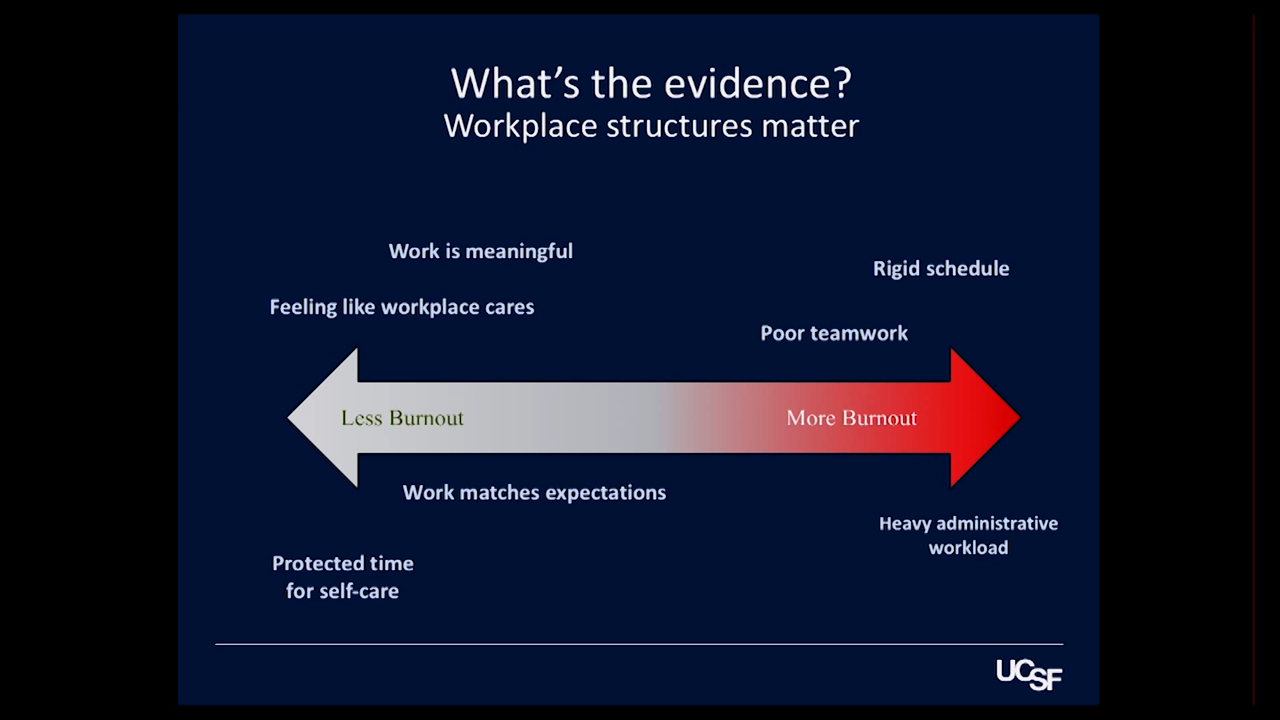 What's the evidence?
Workplace structures matter
Work is meaningful
Rigid schedule
Feeling like workplace cares
Poor teamwork
Less Burnout
More Burnout
Work matches expectations
Heavy administrative
workload
Protected time
for self-care
UCSF